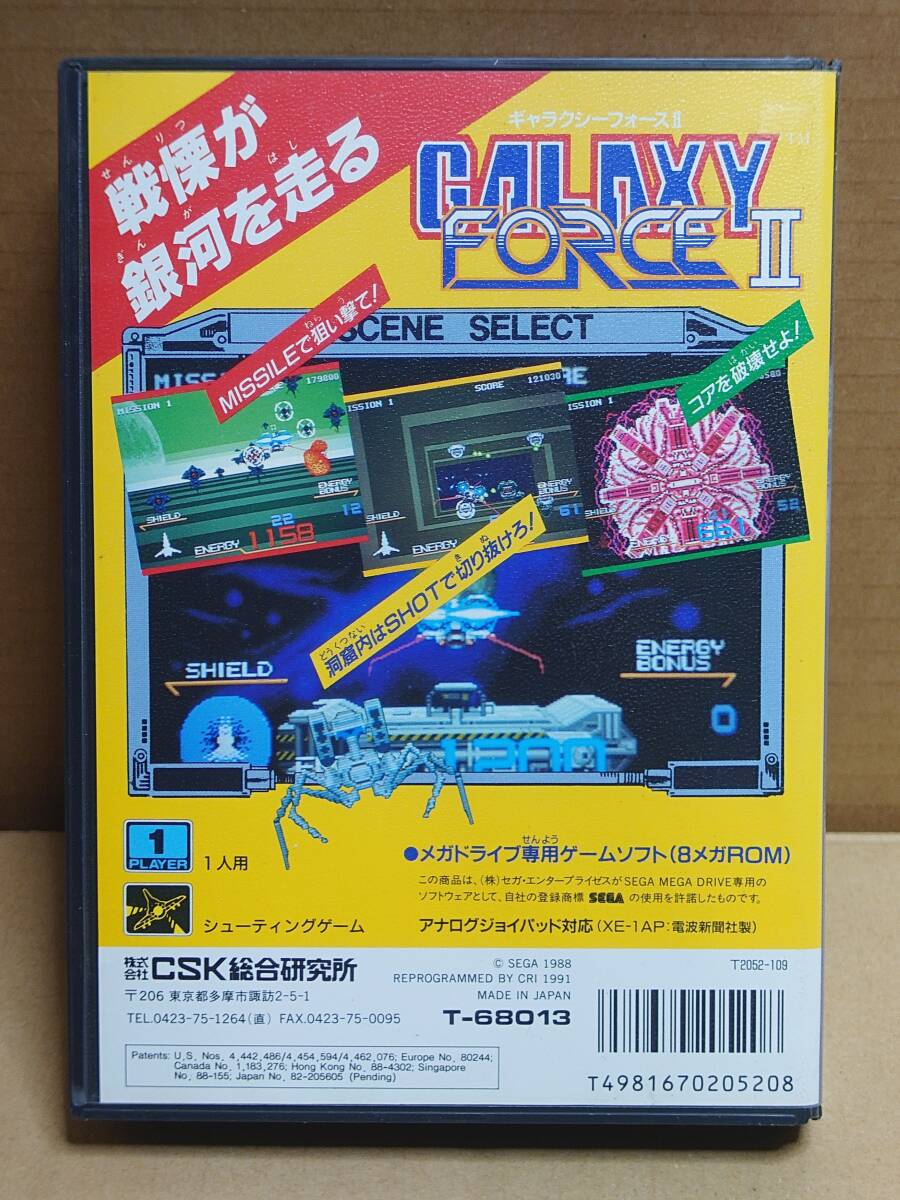 戦慄が
せんりつ
銀河を走る
ぎんが
はし
ギャラクシーフォースⅡ
GALAXY
TM
FORCE Ⅱ
SCENE SELECT
MISSILEで狙い撃て!
ねらう
MISSION 1
179800
SHIELD
ENERGY
BONUS
22
12
ENERGY
1158
MISSION 1
SCORE
121030
SHIELD
ENERGY
BONUS
61
ENERGY
コアを破壊せよ!
はかい
SHIELD
ENERGY
BONUS
52
ENERGY
661
洞窟内はSHOTで切り抜けろ!
どうくつない
きぬ
SHIELD
ENERGY
BONUS
0
1200
1
PLAYER
1人用
シューティングゲーム
せんよう
●メガドライブ専用ゲームソフト(8メガROM)
この商品は、(株)セガ・エンタープライゼスがSEGA MEGA DRIVE専用の
ソフトウェアとして、自社の登録商標 SEGA の使用を許諾したものです。
アナログジョイパッド対応(XE-1AP:電波新聞社製)
株式会社CSK総合研究所
〒206 東京都多摩市諏訪2-5-1
TEL.0423-75-1264(直) FAX.0423-75-0095
© SEGA 1988
REPROGRAMMED BY CRI 1991
MADE IN JAPAN
T-68013
T2052-109
Patents: U.S. Nos. 4,442,486/4,454,594/4,462,076; Europe No. 80244;
Canada No. 1,183,276; Hong Kong No. 88-4302; Singapore
No. 88-155; Japan No. 82-205605 (Pending)
T4981670205208